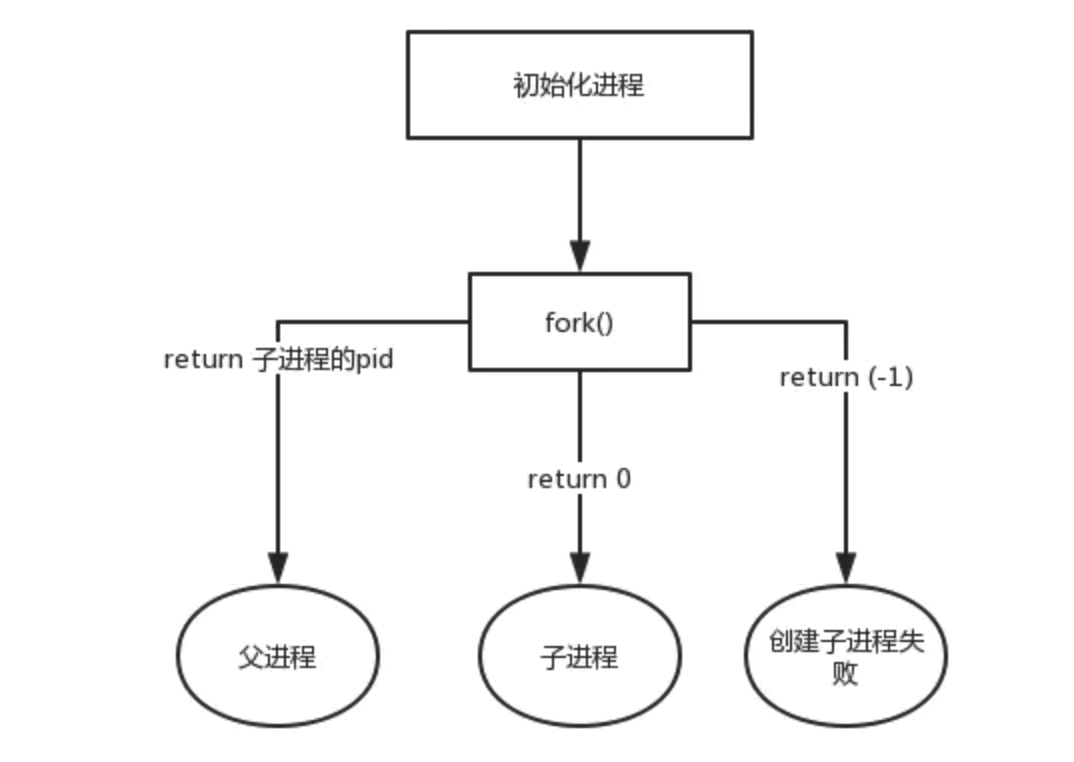 初始化进程
fork()
return 子进程的pid
return (-1)
return 0
父进程
子进程
创建子进程失
败